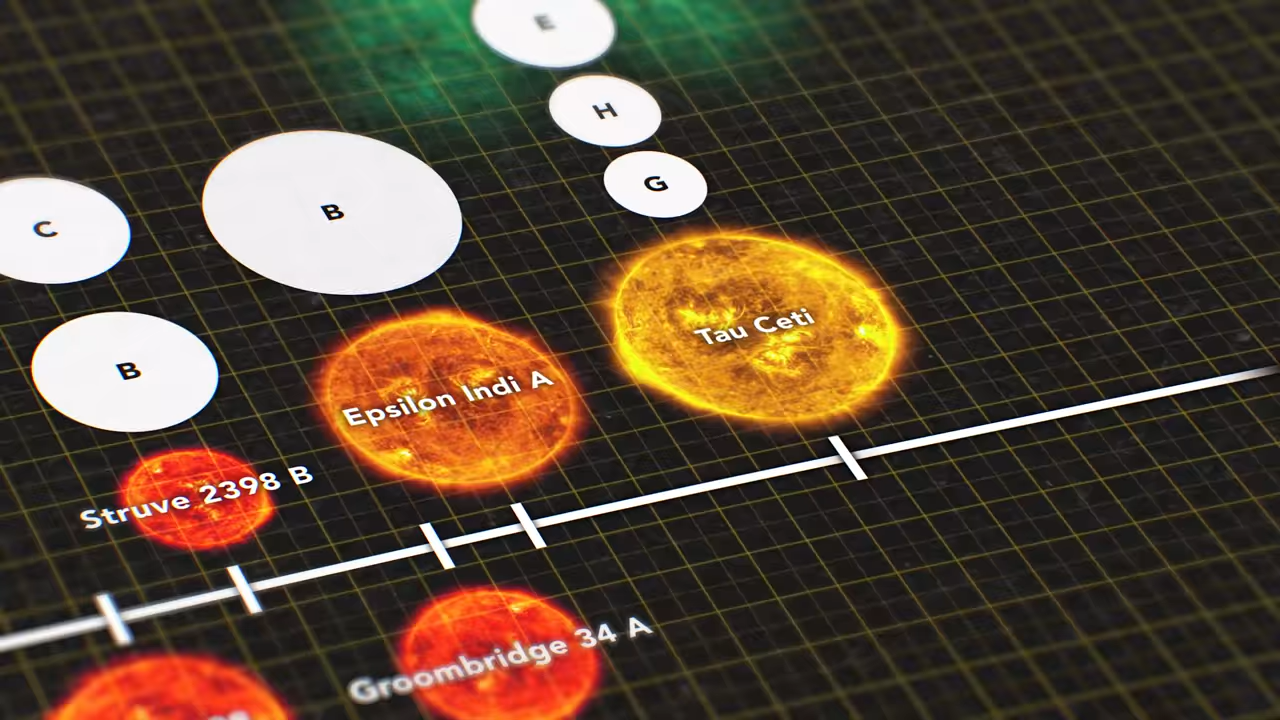 E
H
G
C
B
B
Tau Ceti
Epsilon Indi A
Struve 2398 B
Groombridge 34 A